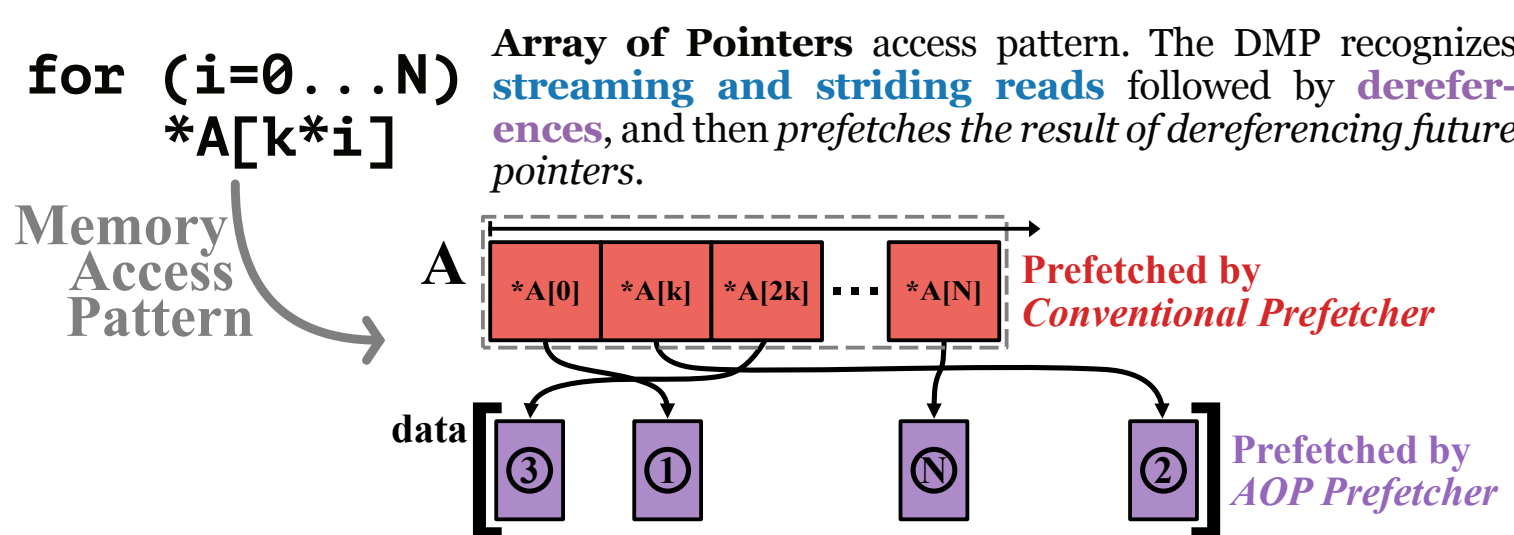 for (i=0...N)
*A[k*i]
Array of Pointers access pattern. The DMP recognizes
streaming and striding reads followed by derefer-
ences, and then prefetches the result of dereferencing future
pointers.
Memory
Access
Pattern
A
*A[0] *A[k] *A[2k] ... *A[N]
Prefetched by
Conventional Prefetcher
data
3 1 N 2
Prefetched by
AOP Prefetcher